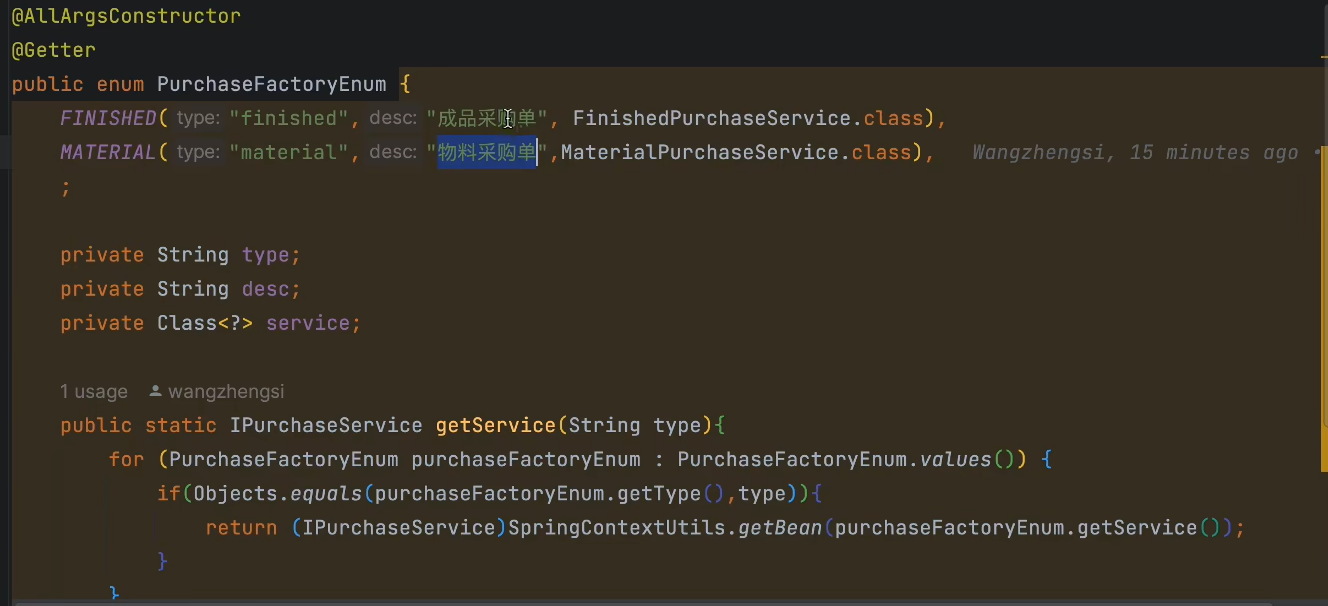 @AllArgsConstructor
@Getter
public enum PurchaseFactoryEnum {
FINISHED( type: "finished", desc: "成品采购单", FinishedPurchaseService.class),
MATERIAL( type: "material", desc: "物料采购单",MaterialPurchaseService.class), Wangzhengsi, 15 minutes ago •
;
private String type;
private String desc;
private Class<?> service;
1 usage wangzhengsi
public static IPurchaseService getService(String type){
for (PurchaseFactoryEnum purchaseFactoryEnum : PurchaseFactoryEnum.values()) {
if(Objects.equals(purchaseFactoryEnum.getType(),type)){
return (IPurchaseService)SpringContextUtils.getBean(purchaseFactoryEnum.getService());
}
}